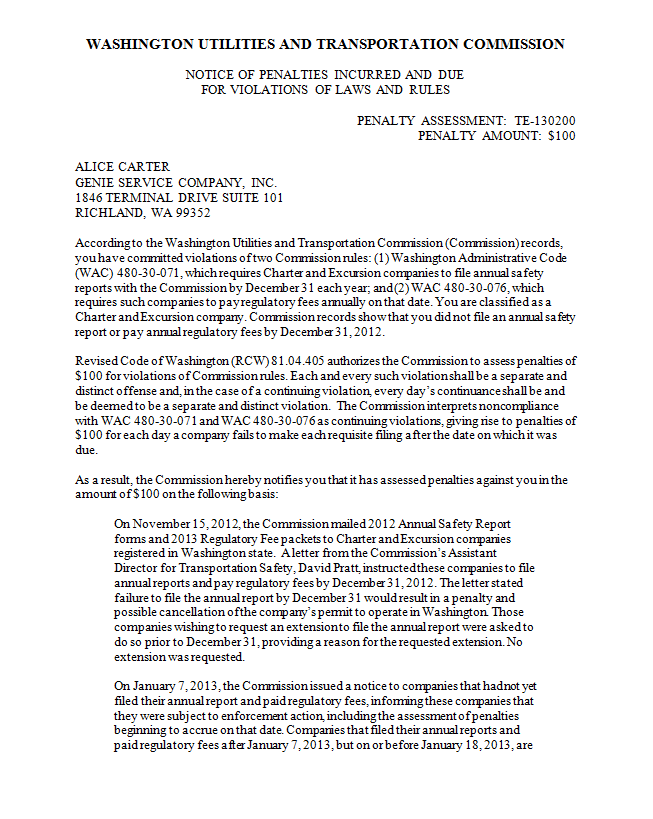 WASHINGTON UTILITIES AND TRANSPORTATION COMMISSION
NOTICE OF PENALTIES INCURRED AND DUE
FOR VIOLATIONS OF LAWS AND RULES
PENALTY ASSESSMENT: TE-130200
PENALTY AMOUNT: $100
ALICE CARTER
GENIE SERVICE COMPANY, INC.
1846 TERMINAL DRIVE SUITE 101
RICHLAND, WA 99352
According to the Washington Utilities and Transportation Commission (Commission) records,
you have committed violations of two Commission rules: (1) Washington Administrative Code
(WAC) 480-30-071, which requires Charter and Excursion companies to file annual safety
reports with the Commission by December 31 each year; and (2) WAC 480-30-076, which
requires such companies to pay regulatory fees annually on that date. You are classified as a
Charter and Excursion company. Commission records show that you did not file an annual safety
report or pay annual regulatory fees by December 31, 2012.
Revised Code of Washington (RCW) 81.04.405 authorizes the Commission to assess penalties of
$100 for violations of Commission rules. Each and every such violation shall be a separate and
distinct offense and, in the case of a continuing violation, every day's continuance shall be and
be deemed to be a separate and distinct violation. The Commission interprets noncompliance
with WAC 480-30-071 and WAC 480-30-076 as continuing violations, giving rise to penalties of
$100 for each day a company fails to make each requisite filing after the date on which it was
due.
As a result, the Commission hereby notifies you that it has assessed penalties against you in the
amount of $100 on the following basis:
On November 15, 2012, the Commission mailed 2012 Annual Safety Report
forms and 2013 Regulatory Fee packets to Charter and Excursion companies
registered in Washington state. A letter from the Commission's Assistant
Director for Transportation Safety, David Pratt, instructed these companies to file
annual reports and pay regulatory fees by December 31, 2012. The letter stated
failure to file the annual report by December 31 would result in a penalty and
possible cancellation of the company's permit to operate in Washington. Those
companies wishing to request an extension to file the annual report were asked to
do so prior to December 31, providing a reason for the requested extension. No
extension was requested.
On January 7, 2013, the Commission issued a notice to companies that had not yet
filed their annual report and paid regulatory fees, informing these companies that
they were subject to enforcement action, including the assessment of penalties
beginning to accrue on that date. Companies that filed their annual reports and
paid regulatory fees after January 7, 2013, but on or before January 18, 2013, are